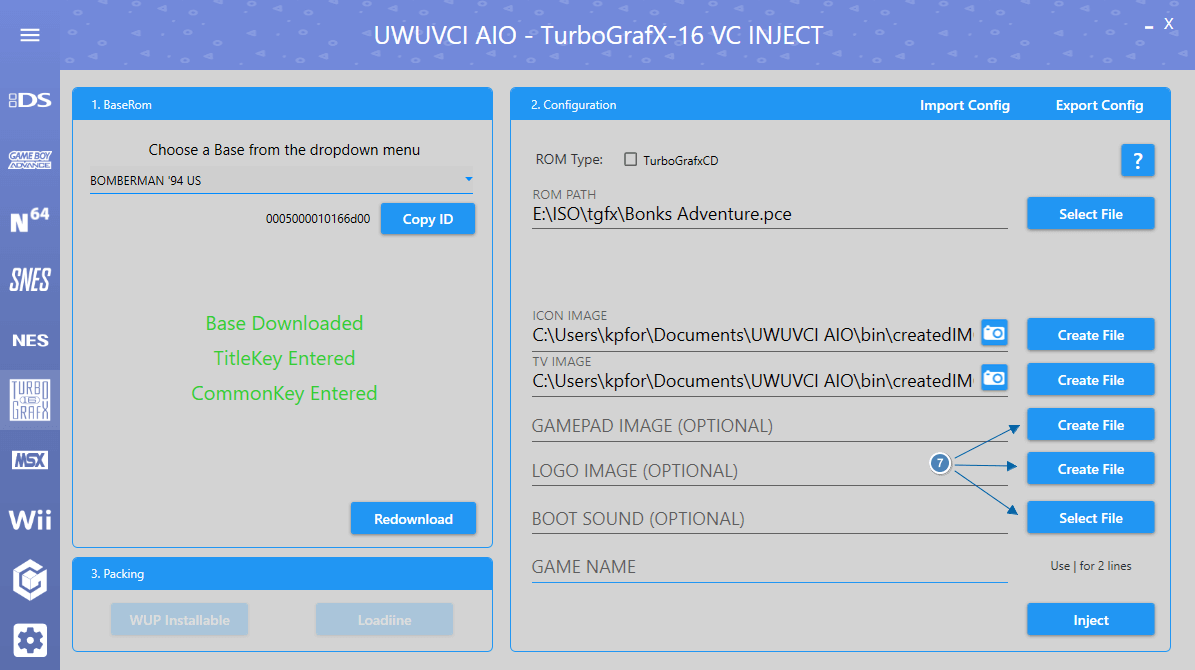 UWUVCI AIO - TurboGrafX-16 VC INJECT
X
DS
GAME BOY ADVANCE
N64
SNES
NES
TURBO 16 GRAFX
MSX
Wii
1. BaseRom
Choose a Base from the dropdown menu
BOMBERMAN '94 US
0005000010166d00
Copy ID
Base Downloaded
TitleKey Entered
CommonKey Entered
Redownload
3. Packing
WUP Installable
Loadiine
2. Configuration
Import Config
Export Config
ROM Type:
TurboGrafxCD
?
ROM PATH
E:\ISO\tgfx\Bonks Adventure.pce
Select File
ICON IMAGE
C:\Users\kpfor\Documents\UWUVCI AIO\bin\createdIM
Create File
TV IMAGE
C:\Users\kpfor\Documents\UWUVCI AIO\bin\createdIM
Create File
GAMEPAD IMAGE (OPTIONAL)
Create File
7
LOGO IMAGE (OPTIONAL)
Create File
BOOT SOUND (OPTIONAL)
Select File
GAME NAME
Use | for 2 lines
Inject